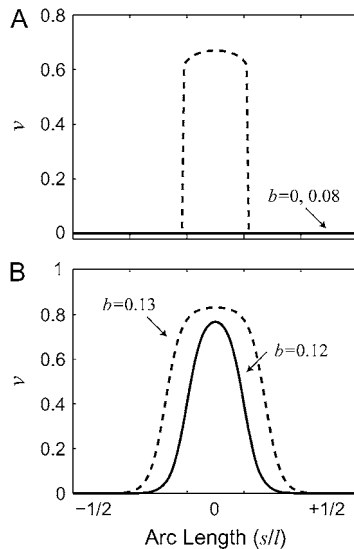 A
0.8
0.6
0.4
0.2
0
v
b=0, 0.08
B
1
0.8
0.6
0.4
0.2
0
v
b=0.13
b=0.12
−1/2 0 +1/2
Arc Length (s/l)